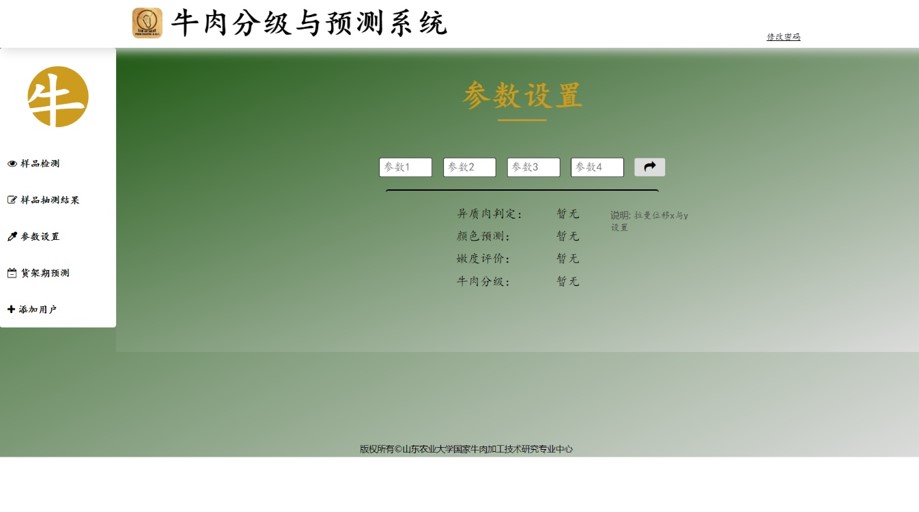 牛肉分级与预测系统
修改密码
牛
样品检测
样品抽测结果
参数设置
货架期预测
添加用户
参数设置
参数1 参数2 参数3 参数4
异质肉判定： 暂无
颜色预测： 暂无
嫩度评价： 暂无
牛肉分级： 暂无
说明: 拉曼位移x与y
设置
版权所有©山东农业大学国家牛肉加工技术研究专业中心